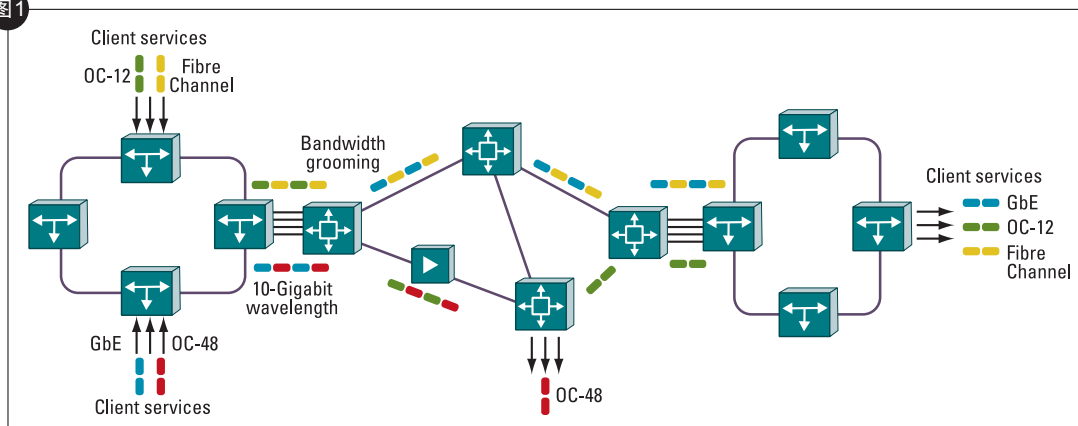 图1
Client services
OC-12
Fibre
Channel
Bandwidth
grooming
10-Gigabit
wavelength
GbE
OC-48
Client services
OC-48
Client services
GbE
OC-12
Fibre
Channel